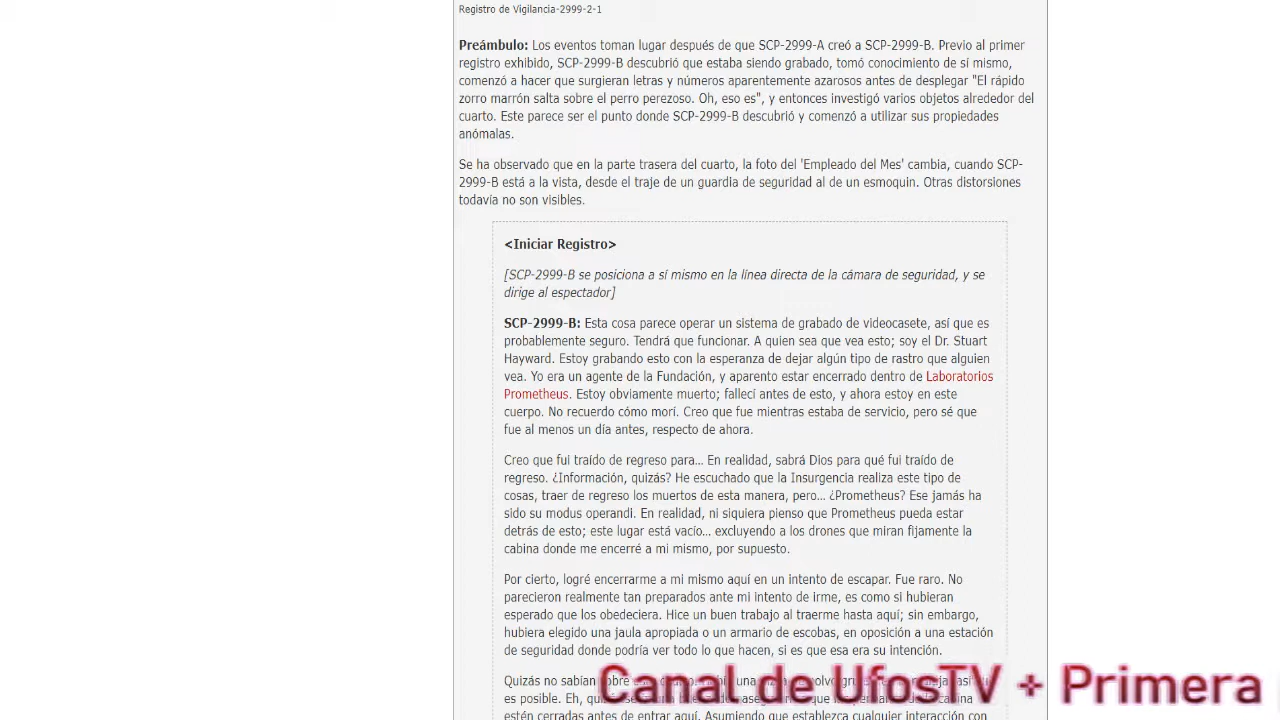 Registro de Vigilancia-2999-2-1
Preámbulo: Los eventos toman lugar después de que SCP-2999-A creó a SCP-2999-B. Previo al primer
registro exhibido, SCP-2999-B descubrió que estaba siendo grabado, tomó conocimiento de sí mismo,
comenzó a hacer que surgieran letras y números aparentemente azarosos antes de desplegar "El rápido
zorro marrón salta sobre el perro perezoso. Oh, eso es", y entonces investigó varios objetos alrededor del
cuarto. Este parece ser el punto donde SCP-2999-B descubrió y comenzó a utilizar sus propiedades
anómalas.
Se ha observado que en la parte trasera del cuarto, la foto del 'Empleado del Mes' cambia, cuando SCP-
2999-B está a la vista, desde el traje de un guardia de seguridad al de un esmoquin. Otras distorsiones
todavía no son visibles.
<Iniciar Registro>
[SCP-2999-B se posiciona a sí mismo en la línea directa de la cámara de seguridad, y se
dirige al espectador]
SCP-2999-B: Esta cosa parece operar un sistema de grabado de videocasete, así que es
probablemente seguro. Tendrá que funcionar. A quien sea que vea esto; soy el Dr. Stuart
Hayward. Estoy grabando esto con la esperanza de dejar algún tipo de rastro que alguien
vea. Yo era un agente de la Fundación, y aparento estar encerrado dentro de Laboratorios
Prometheus. Estoy obviamente muerto; fallecí antes de esto, y ahora estoy en este
cuerpo. No recuerdo cómo morí. Creo que fue mientras estaba de servicio, pero sé que
fue al menos un día antes, respecto de ahora.
Creo que fui traído de regreso para... En realidad, sabrá Dios para qué fui traído de
regreso. ¿Información, quizás? He escuchado que la Insurgencia realiza este tipo de
cosas, traer de regreso los muertos de esta manera, pero... ¿Prometheus? Ese jamás ha
sido su modus operandi. En realidad, ni siquiera pienso que Prometheus pueda estar
detrás de esto; este lugar está vacío... excluyendo a los drones que miran fijamente la
cabina donde me encerré a mi mismo, por supuesto.
Por cierto, logré encerrarme a mi mismo aquí en un intento de escapar. Fue raro. No
parecieron realmente tan preparados ante mi intento de irme, es como si hubieran
esperado que los obedeciera. Hice un buen trabajo al traerme hasta aquí; sin embargo,
hubiera elegido una jaula apropiada o un armario de escobas, en oposición a una estación
de seguridad donde podría ver todo lo que hacen, si es que esa era su intención.
Quizás no sabían sobre
es posible. Eh,
están cerradas antes de entrar aquí. Asumiendo que establezca cualquier interacción con
Canal de UfosTV + Primera